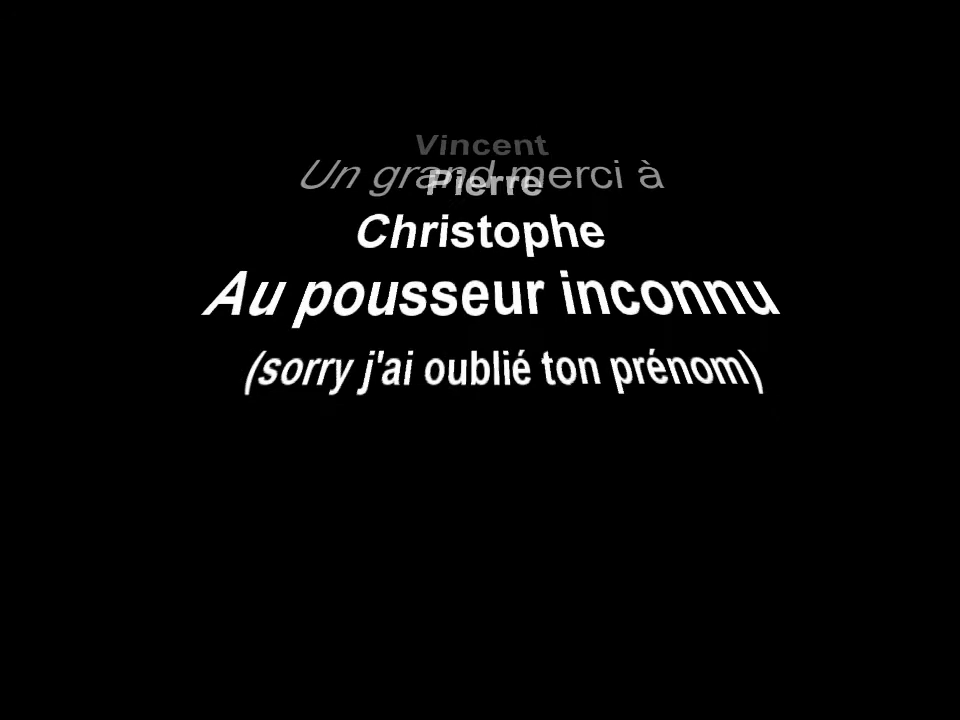 Vincent
Un grand merci à
Pierre
Christophe
Au pousseur inconnu
(sorry j'ai oublié ton prénom)